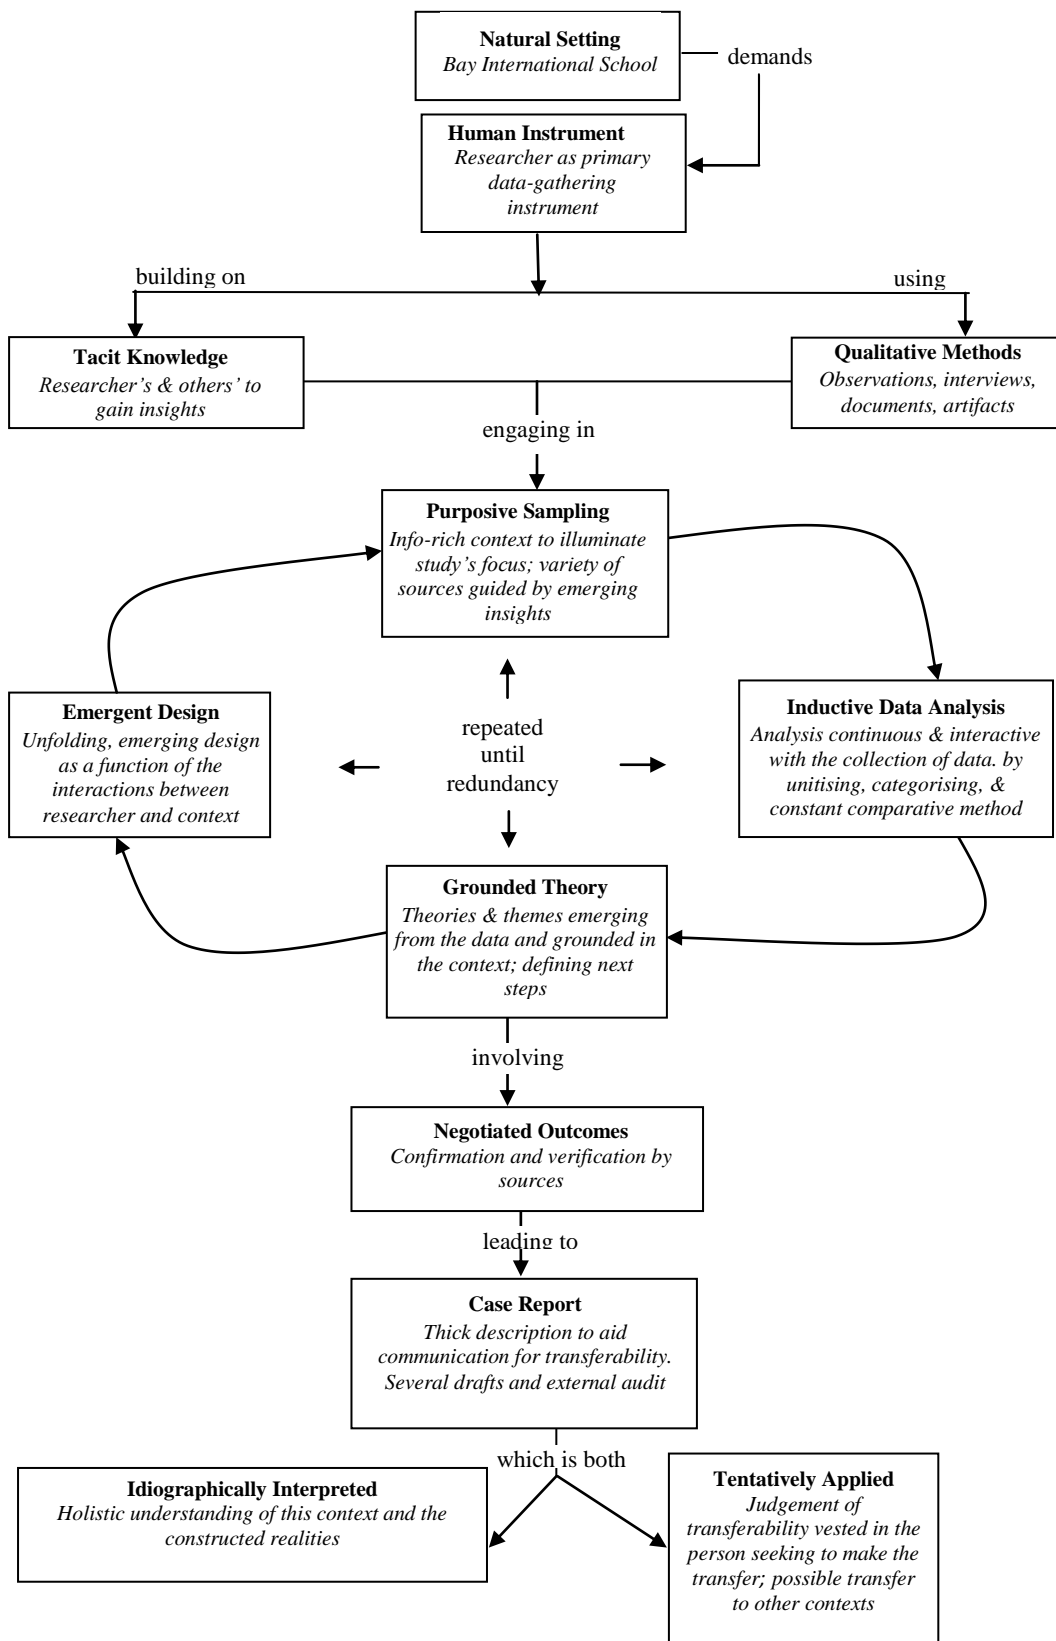 Natural Setting
Bay International School
demands
Human Instrument
Researcher as primary
data-gathering
instrument
building on
using
Tacit Knowledge
Researcher's & others' to
gain insights
Qualitative Methods
Observations, interviews,
documents, artifacts
engaging in
Purposive Sampling
Info-rich context to illuminate
study's focus; variety of
sources guided by emerging
insights
Emergent Design
Unfolding, emerging design
as a function of the
interactions between
researcher and context
repeated
until
redundancy
Inductive Data Analysis
Analysis continuous & interactive
with the collection of data. by
unitising, categorising, &
constant comparative method
Grounded Theory
Theories & themes emerging
from the data and grounded in
the context; defining next
steps
involving
Negotiated Outcomes
Confirmation and verification by
sources
leading to
Case Report
Thick description to aid
communication for transferability.
Several drafts and external audit
which is both
Idiographically Interpreted
Holistic understanding of this context and the
constructed realities
Tentatively Applied
Judgement of
transferability vested in the
person seeking to make the
transfer; possible transfer
to other contexts